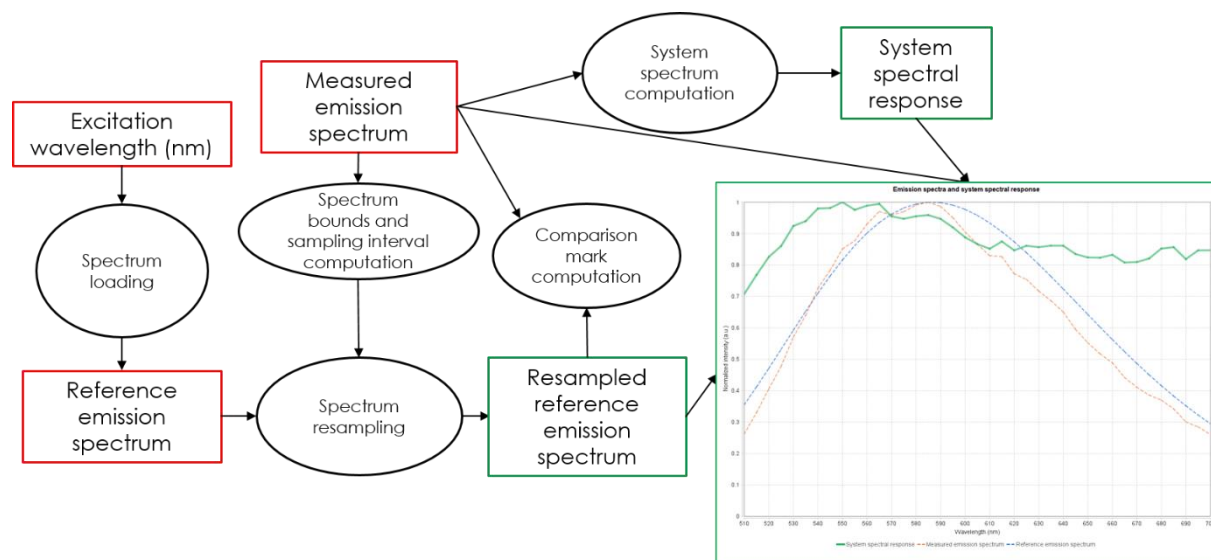 System
spectrum
computation
System
spectral
response
Measured
emission
spectrum
Excitation
wavelength (nm)
Spectrum
bounds and
sampling interval
computation
Comparison
mark
computation
Spectrum
loading
Reference
emission
spectrum
Spectrum
resampling
Resampled
reference
emission
spectrum
Emission spectra and system spectral response
1
0.9
0.8
0.7
0.6
0.5
0.4
0.3
0.2
0.1
0
Normalized intensity (a.u.)
510 520 530 540 550 560 570 580 590 600 610 620 630 640 650 660 670 680 690
Wavelength (nm)
System spectral response Measured emission spectrum Reference emission spectrum